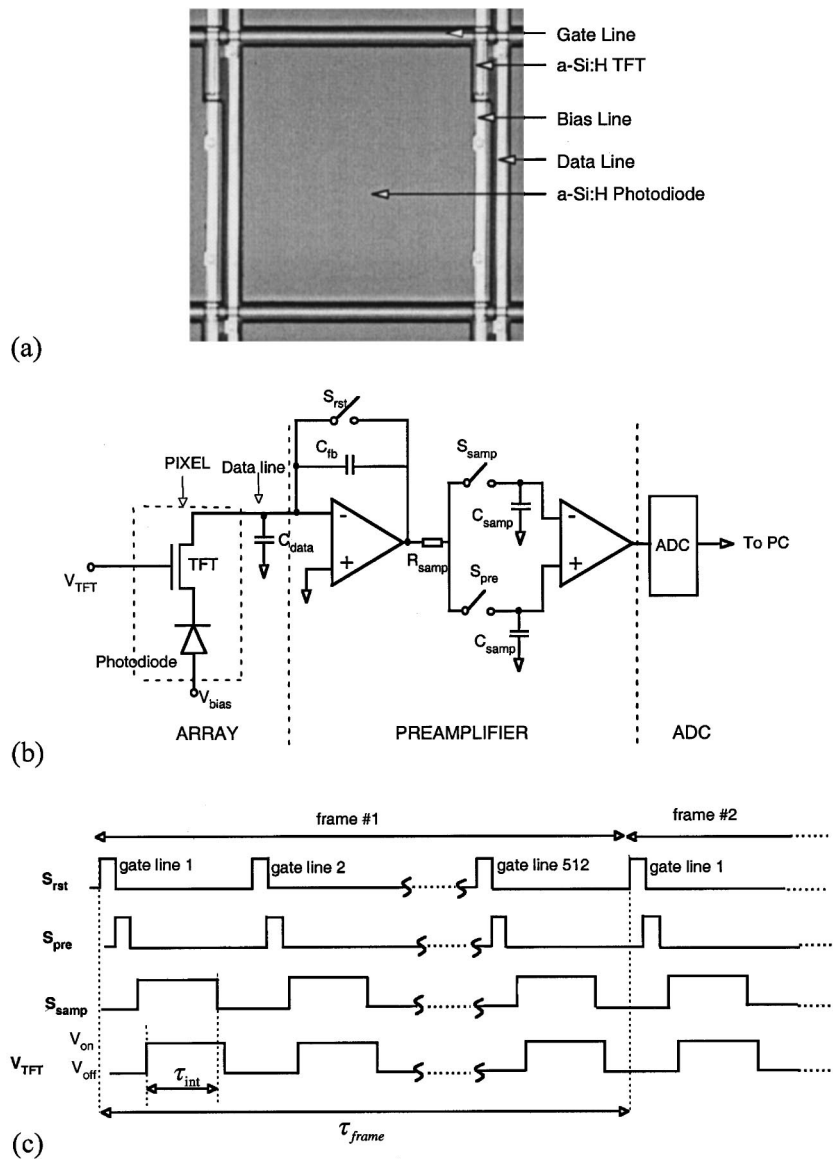 Gate Line
a-Si:H TFT
Bias Line
Data Line
a-Si:H Photodiode
(a)
S_rst
C_fb
PIXEL
Data line
S_samp
C_samp
C_data
TFT
V_TFT
R_samp
S_pre
ADC
To PC
C_samp
Photodiode
V_bias
ARRAY
PREAMPLIFIER
ADC
(b)
frame #1
frame #2
S_rst
gate line 1
gate line 2
gate line 512
gate line 1
S_pre
S_samp
V_TFT
V_on
V_off
τ_int
τ_frame
(c)